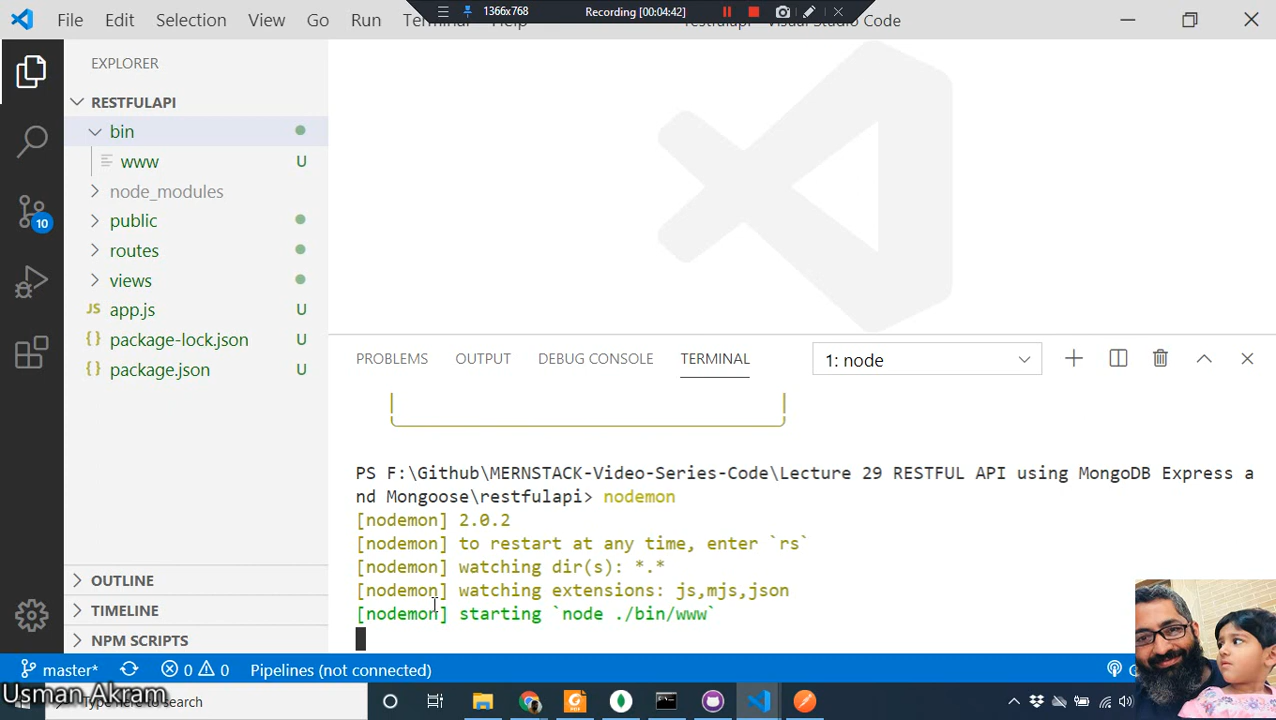 1366x768
Recording [00:04:42]
File Edit Selection View Go Run
Visual Studio Code
EXPLORER
RESTFULAPI
bin
www U
node_modules
public
routes
views
JS app.js U
{} package-lock.json U
{} package.json U
10
OUTLINE
TIMELINE
NPM SCRIPTS
PROBLEMS OUTPUT DEBUG CONSOLE TERMINAL
1: node
PS F:\Github\MERNSTACK-Video-Series-Code\Lecture 29 RESTFUL API using MongoDB Express a
nd Mongoose\restfulapi> nodemon
[nodemon] 2.0.2
[nodemon] to restart at any time, enter `rs`
[nodemon] watching dir(s): *.*
[nodemon] watching extensions: js,mjs,json
[nodemon] starting `node ./bin/www`
master* 0 0 Pipelines (not connected)
Usman-Akram
here to search